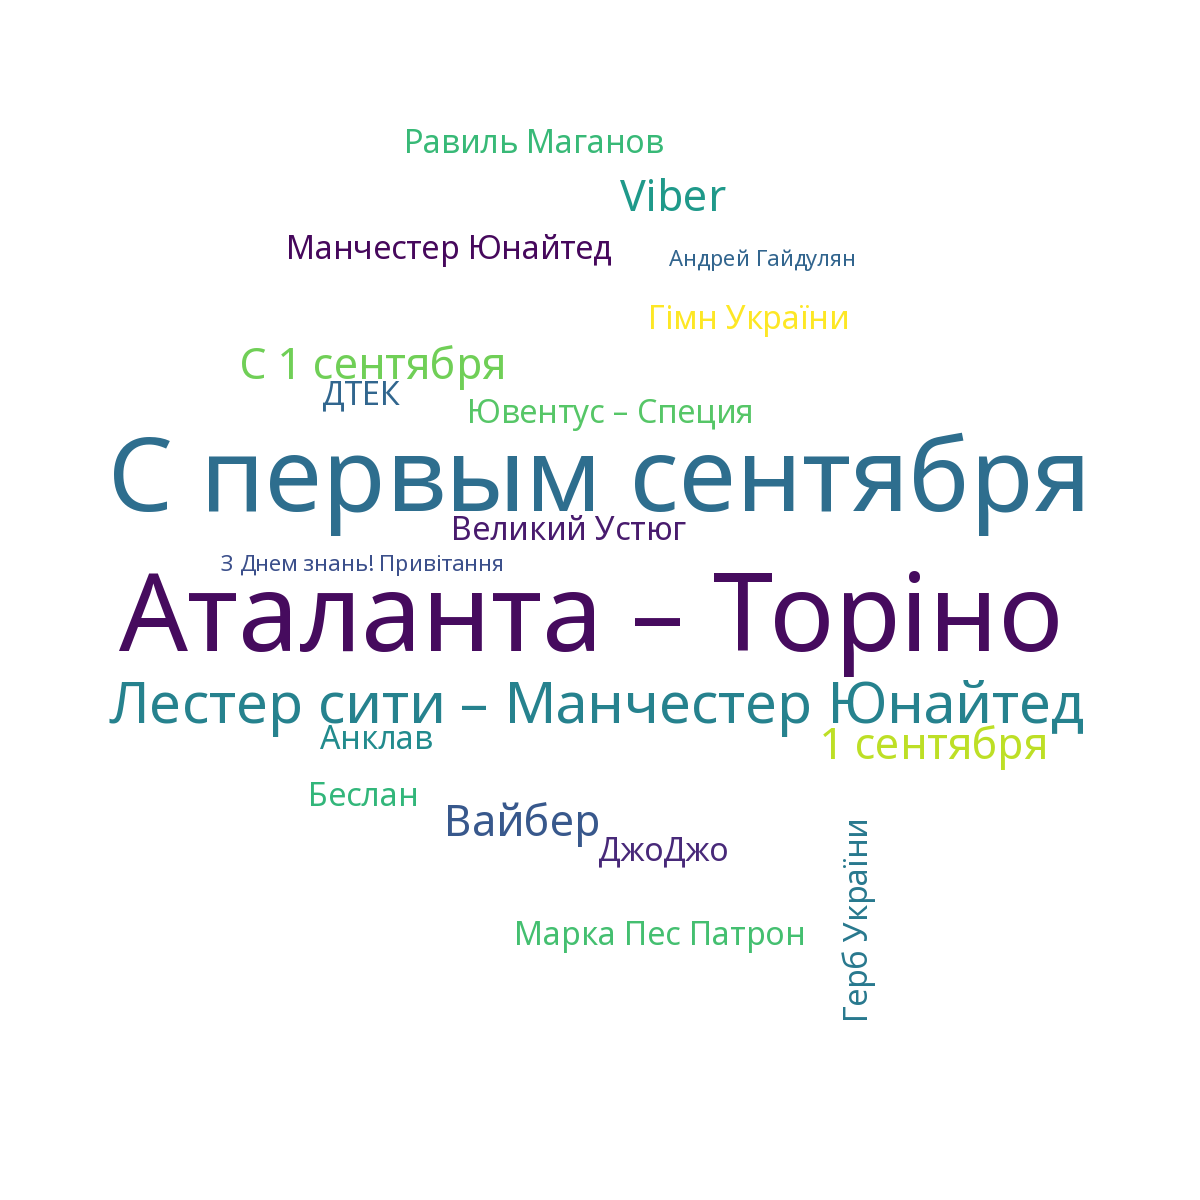 Равиль Маганов
Viber
Манчестер Юнайтед
Андрей Гайдулян
Гімн України
С 1 сентября
ДТЕК
Ювентус – Специя
С первым сентября
Великий Устюг
З Днем знань! Привітання
Аталанта – Торіно
Лестер сити – Манчестер Юнайтед
Анклав
1 сентября
Беслан
Вайбер
ДжоДжо
Герб України
Марка Пес Патрон